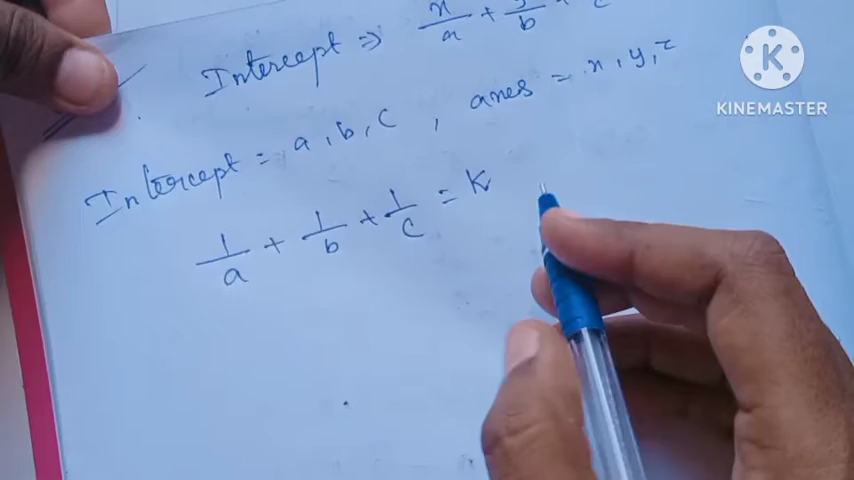 Intercept ⇒ x/a + y/b + z/c
Intercept = a, b, c , axes = x, y, z
1/a + 1/b + 1/c = K
K
KINEMASTER